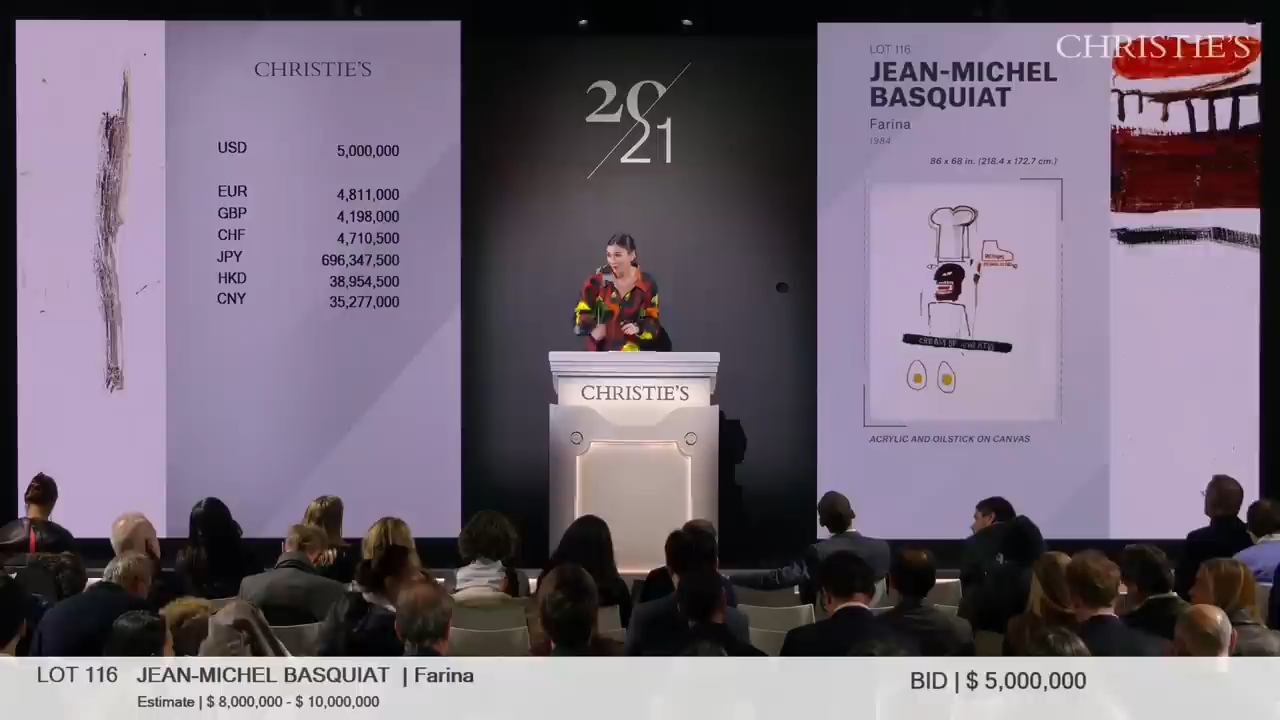 CHRISTIE'S
USD 5,000,000
EUR 4,811,000
GBP 4,198,000
CHF 4,710,500
JPY 696,347,500
HKD 38,954,500
CNY 35,277,000
20
21
CHRISTIE'S
CHRISTIE'S
LOT 116
JEAN-MICHEL
BASQUIAT
Farina
1984
86 x 68 in. (218.4 x 172.7 cm.)
ACRYLIC AND OILSTICK ON CANVAS
LOT 116 JEAN-MICHEL BASQUIAT | Farina
Estimate | $ 8,000,000 - $ 10,000,000
BID | $ 5,000,000